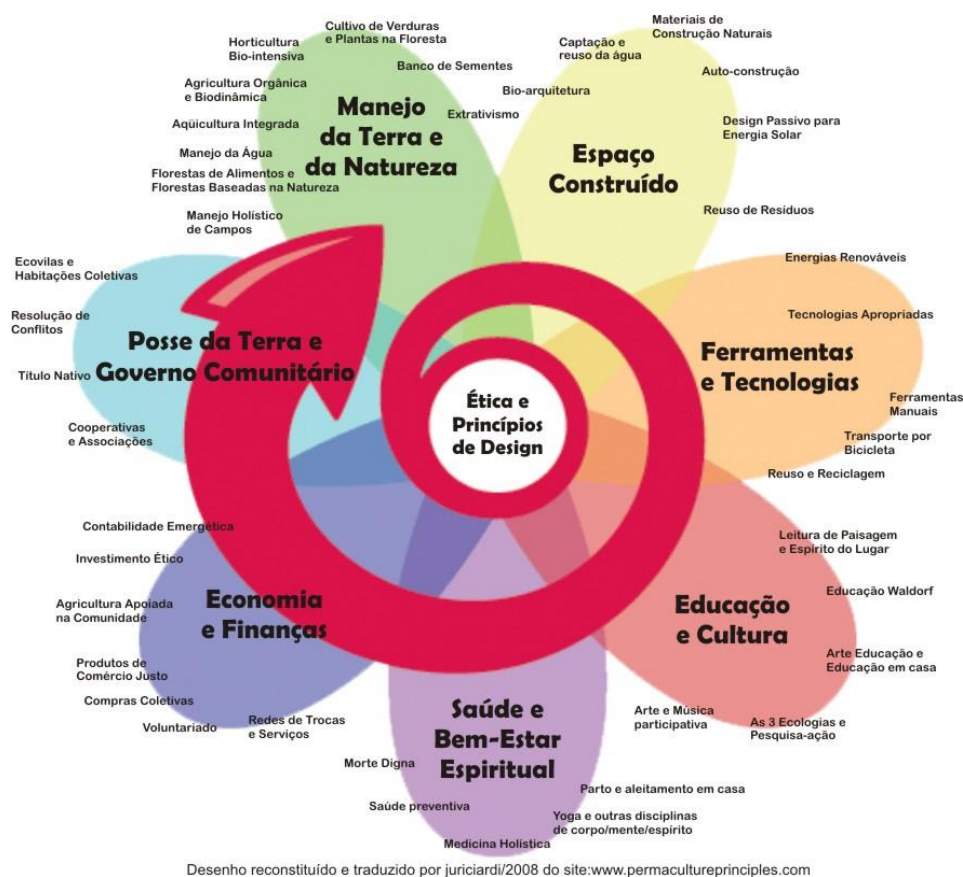 Cultivo de Verduras
e Plantas na Floresta
Horticultura
Bio-intensiva
Banco de Sementes
Agricultura Orgânica
e Biodinâmica
Extrativismo
Aqüicultura Integrada
Manejo da Água
Florestas de Alimentos e
Florestas Baseadas na Natureza
Manejo Holístico
de Campos
Manejo
da Terra e
da Natureza
Materiais de
Construção Naturais
Captação e
reuso da água
Auto-construção
Bio-arquitetura
Design Passivo para
Energia Solar
Reuso de Resíduos
Espaço
Construído
Energias Renováveis
Tecnologias Apropriadas
Ferramentas
e Tecnologias
Ferramentas
Manuais
Transporte por
Bicicleta
Reuso e Reciclagem
Ecovilas e
Habitações Coletivas
Resolução de
Conflitos
Título Nativo
Cooperativas
e Associações
Posse da Terra e
Governo Comunitário
Ética e
Princípios
de Design
Leitura de Paisagem
e Espírito do Lugar
Educação Waldorf
Educação
e Cultura
Arte Educação e
Educação em casa
Arte e Música
participativa
As 3 Ecologias e
Pesquisa-ação
Contabilidade Emergética
Investimento Ético
Agricultura Apoiada
na Comunidade
Economia
e Finanças
Produtos de
Comércio Justo
Compras Coletivas
Voluntariado
Redes de Trocas
e Serviços
Saúde e
Bem-Estar
Espiritual
Morte Digna
Parto e aleitamento em casa
Saúde preventiva
Yoga e outras disciplinas
de corpo/mente/espírito
Medicina Holística
Desenho reconstituído e traduzido por juriciardi/2008 do site:www.permacultureprinciples.com